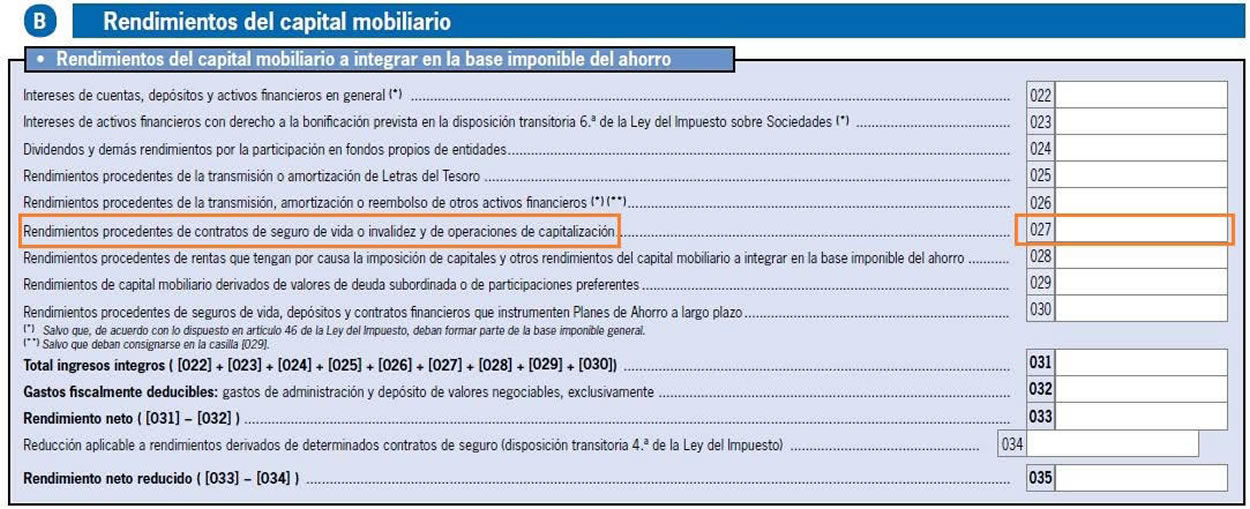 B Rendimientos del capital mobiliario
• Rendimientos del capital mobiliario a integrar en la base imponible del ahorro
Intereses de cuentas, depósitos y activos financieros en general (*) 022
Intereses de activos financieros con derecho a la bonificación prevista en la disposición transitoria 6.ª de la Ley del Impuesto sobre Sociedades (*) 023
Dividendos y demás rendimientos por la participación en fondos propios de entidades 024
Rendimientos procedentes de la transmisión o amortización de Letras del Tesoro 025
Rendimientos procedentes de la transmisión, amortización o reembolso de otros activos financieros (*) (**) 026
Rendimientos procedentes de contratos de seguro de vida o invalidez y de operaciones de capitalización 027
Rendimientos procedentes de rentas que tengan por causa la imposición de capitales y otros rendimientos del capital mobiliario a integrar en la base imponible del ahorro 028
Rendimientos de capital mobiliario derivados de valores de deuda subordinada o de participaciones preferentes 029
Rendimientos procedentes de seguros de vida, depósitos y contratos financieros que instrumenten Planes de Ahorro a largo plazo 030
(*) Salvo que, de acuerdo con lo dispuesto en artículo 46 de la Ley del Impuesto, deban formar parte de la base imponible general.
(**) Salvo que deban consignarse en la casilla [029].
Total ingresos íntegros ( [022] + [023] + [024] + [025] + [026] + [027] + [028] + [029] + [030]) 031
Gastos fiscalmente deducibles: gastos de administración y depósito de valores negociables, exclusivamente 032
Rendimiento neto ( [031] – [032] ) 033
Reducción aplicable a rendimientos derivados de determinados contratos de seguro (disposición transitoria 4.ª de la Ley del Impuesto) 034
Rendimiento neto reducido ( [033] – [034] ) 035